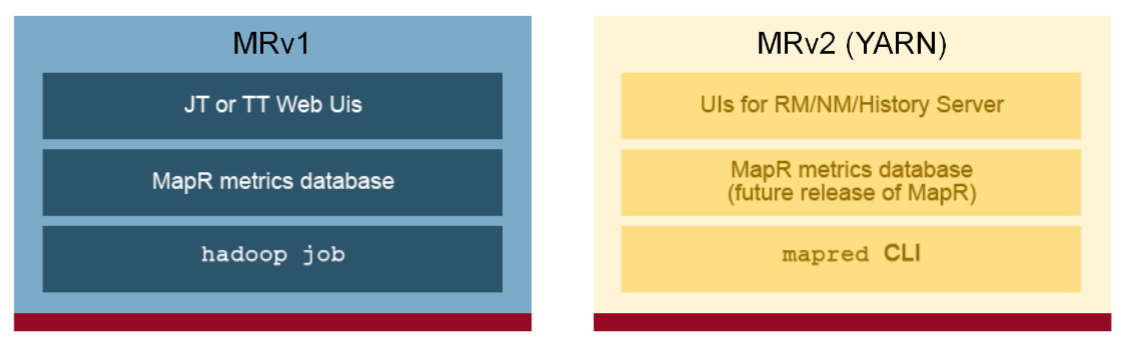 MRv1
JT or TT Web Uis
MapR metrics database
hadoop job
MRv2 (YARN)
UIs for RM/NM/History Server
MapR metrics database
(future release of MapR)
mapred CLI